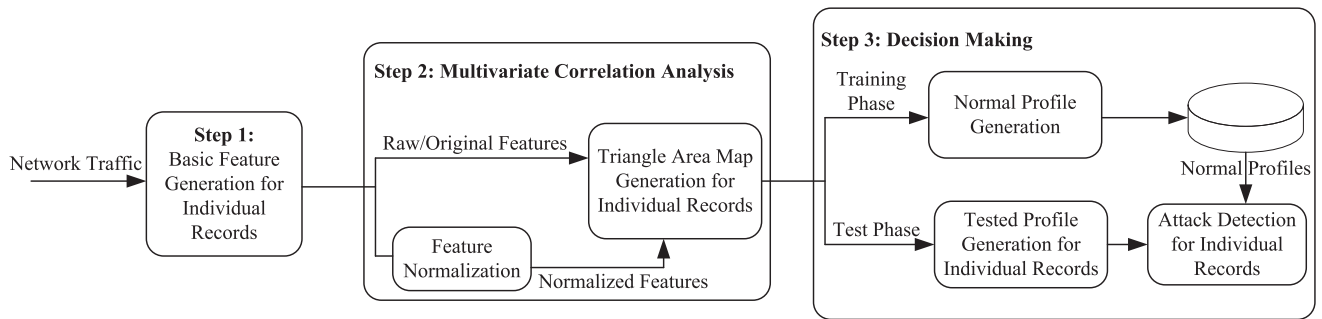 Network Traffic
Step 1:
Basic Feature
Generation for
Individual
Records
Step 2: Multivariate Correlation Analysis
Raw/Original Features
Triangle Area Map
Generation for
Individual Records
Feature
Normalization
Normalized Features
Step 3: Decision Making
Training
Phase
Normal Profile
Generation
Normal Profiles
Test Phase
Tested Profile
Generation for
Individual Records
Attack Detection
for Individual
Records